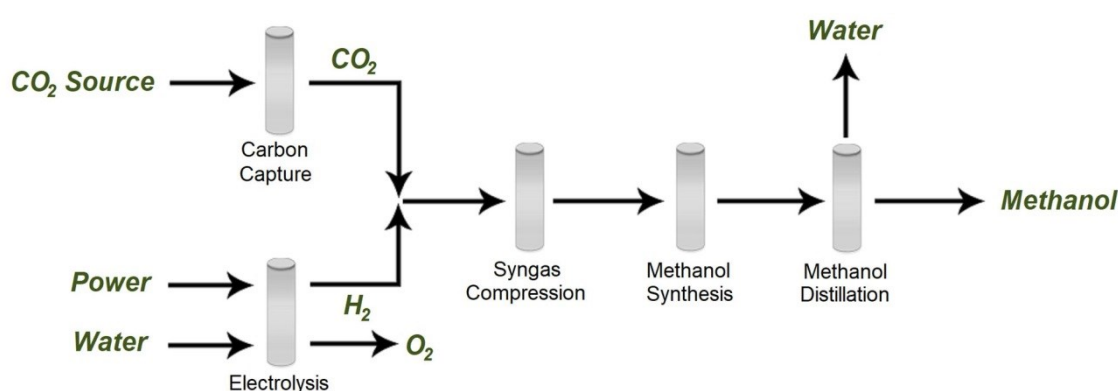 Water
CO₂ Source
CO₂
Carbon
Capture
Methanol
Syngas
Compression
Methanol
Synthesis
Methanol
Distillation
Power
H₂
Water
O₂
Electrolysis